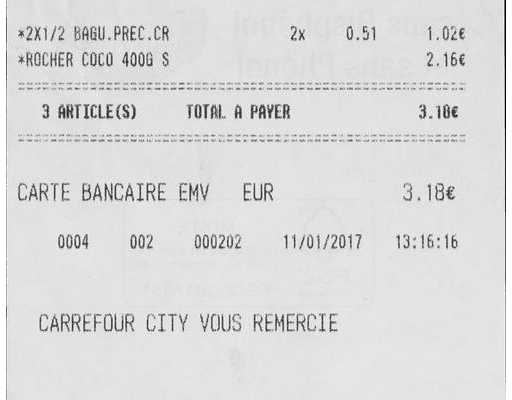 *2X1/2 BAGU.PREC.CR 2x 0.51 1.02€
*ROCHER COCO 400G S 2.16€
3 ARTICLE(S) TOTAL A PAYER 3.18€
CARTE BANCAIRE EMV EUR 3.18€
0004 002 000202 11/01/2017 13:16:16
CARREFOUR CITY VOUS REMERCIE